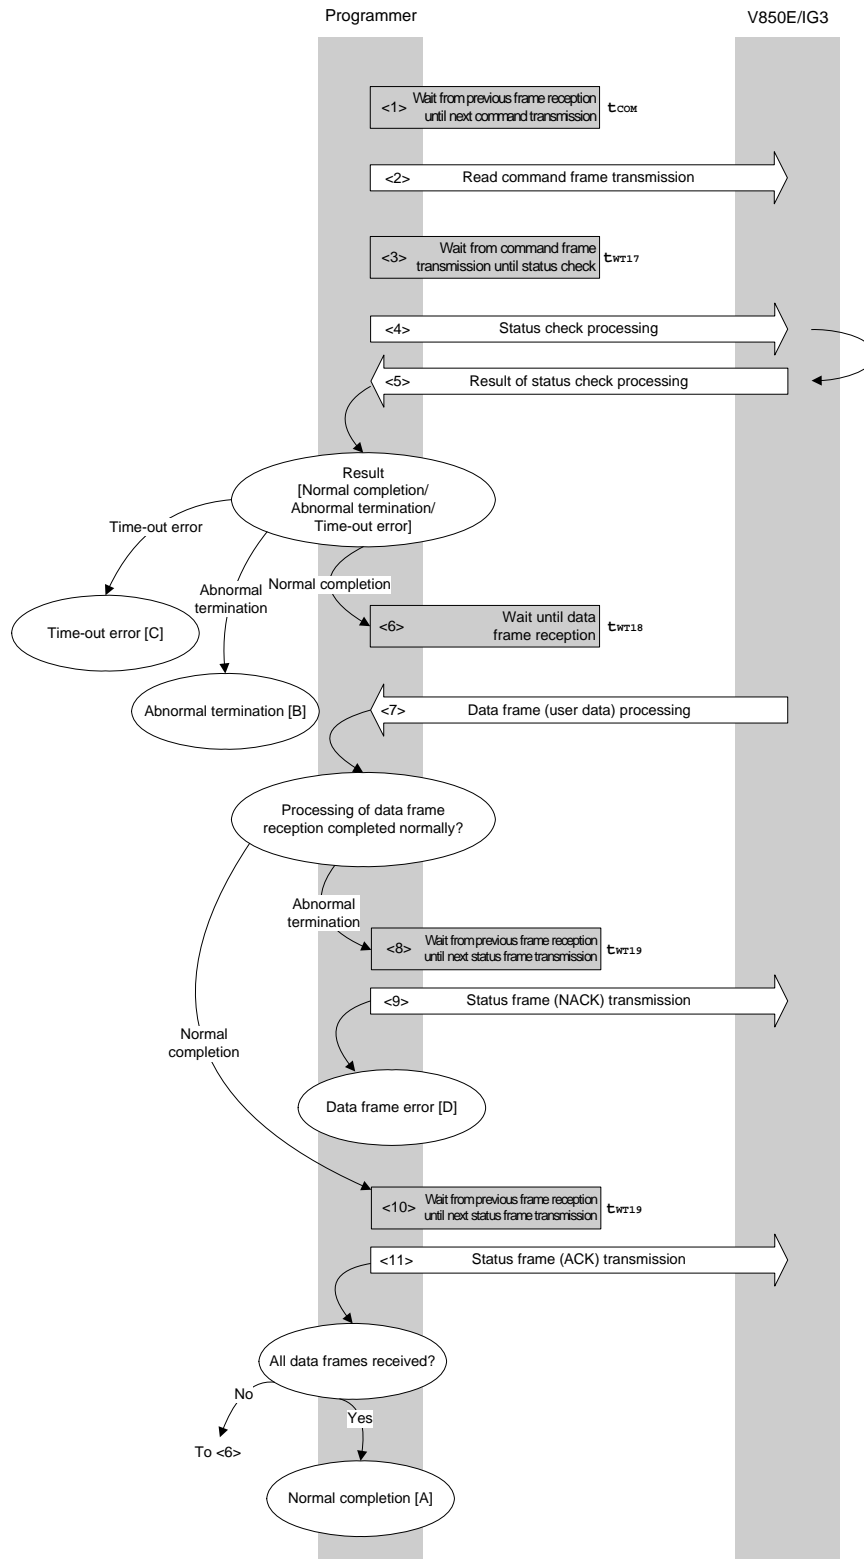 Programmer
V850E/IG3
<1> Wait from previous frame reception
until next command transmission
tCOM
<2> Read command frame transmission
<3> Wait from command frame
transmission until status check
tWT17
<4> Status check processing
<5> Result of status check processing
Result
[Normal completion/
Abnormal termination/
Time-out error]
Time-out error
Abnormal
termination
Normal completion
Time-out error [C]
<6> Wait until data
frame reception
tWT18
Abnormal termination [B]
<7> Data frame (user data) processing
Processing of data frame
reception completed normally?
Abnormal
termination
<8> Wait from previous frame reception
until next status frame transmission
tWT19
<9> Status frame (NACK) transmission
Normal
completion
Data frame error [D]
<10> Wait from previous frame reception
until next status frame transmission
tWT19
<11> Status frame (ACK) transmission
All data frames received?
No
Yes
To <6>
Normal completion [A]